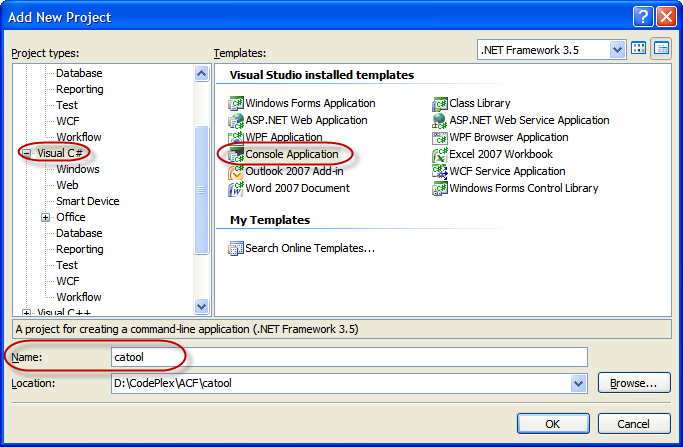 Add New Project
Project types:
Templates:
.NET Framework 3.5
Database
Reporting
Test
WCF
Workflow
Visual C#
Windows
Web
Smart Device
Office
Database
Reporting
Test
WCF
Workflow
Visual C++
Visual Studio installed templates
Windows Forms Application
Class Library
ASP.NET Web Application
ASP.NET Web Service Application
WPF Application
WPF Browser Application
Console Application
Excel 2007 Workbook
Outlook 2007 Add-in
WCF Service Application
Word 2007 Document
Windows Forms Control Library
My Templates
Search Online Templates...
A project for creating a command-line application (.NET Framework 3.5)
Name:
catool
Location:
D:\CodePlex\ACF\catool
Browse...
OK
Cancel